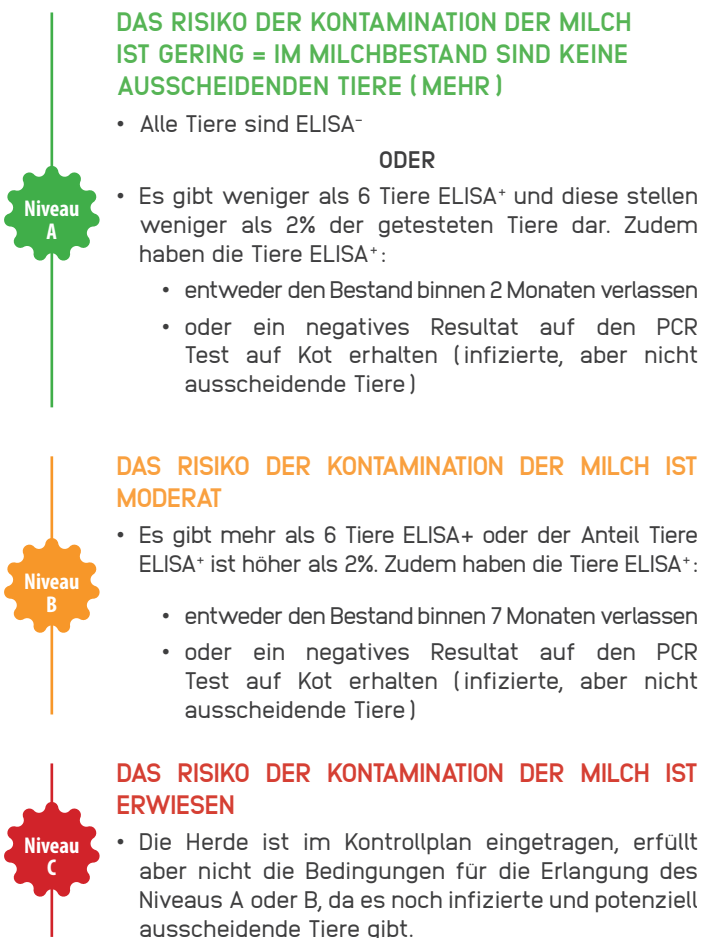 DAS RISIKO DER KONTAMINATION DER MILCH
IST GERING = IM MILCHBESTAND SIND KEINE
AUSSCHEIDENDEN TIERE ( MEHR )
• Alle Tiere sind ELISA⁻
ODER
Niveau
A
• Es gibt weniger als 6 Tiere ELISA⁺ und diese stellen
weniger als 2% der getesteten Tiere dar. Zudem
haben die Tiere ELISA⁺ :
• entweder den Bestand binnen 2 Monaten verlassen
• oder ein negatives Resultat auf den PCR
Test auf Kot erhalten ( infizierte, aber nicht
ausscheidende Tiere )
DAS RISIKO DER KONTAMINATION DER MILCH IST
MODERAT
Niveau
B
• Es gibt mehr als 6 Tiere ELISA+ oder der Anteil Tiere
ELISA⁺ ist höher als 2%. Zudem haben die Tiere ELISA⁺ :
• entweder den Bestand binnen 7 Monaten verlassen
• oder ein negatives Resultat auf den PCR
Test auf Kot erhalten ( infizierte, aber nicht
ausscheidende Tiere )
DAS RISIKO DER KONTAMINATION DER MILCH IST
ERWIESEN
Niveau
C
• Die Herde ist im Kontrollplan eingetragen, erfüllt
aber nicht die Bedingungen für die Erlangung des
Niveaus A oder B, da es noch infizierte und potenziell
ausscheidende Tiere gibt.